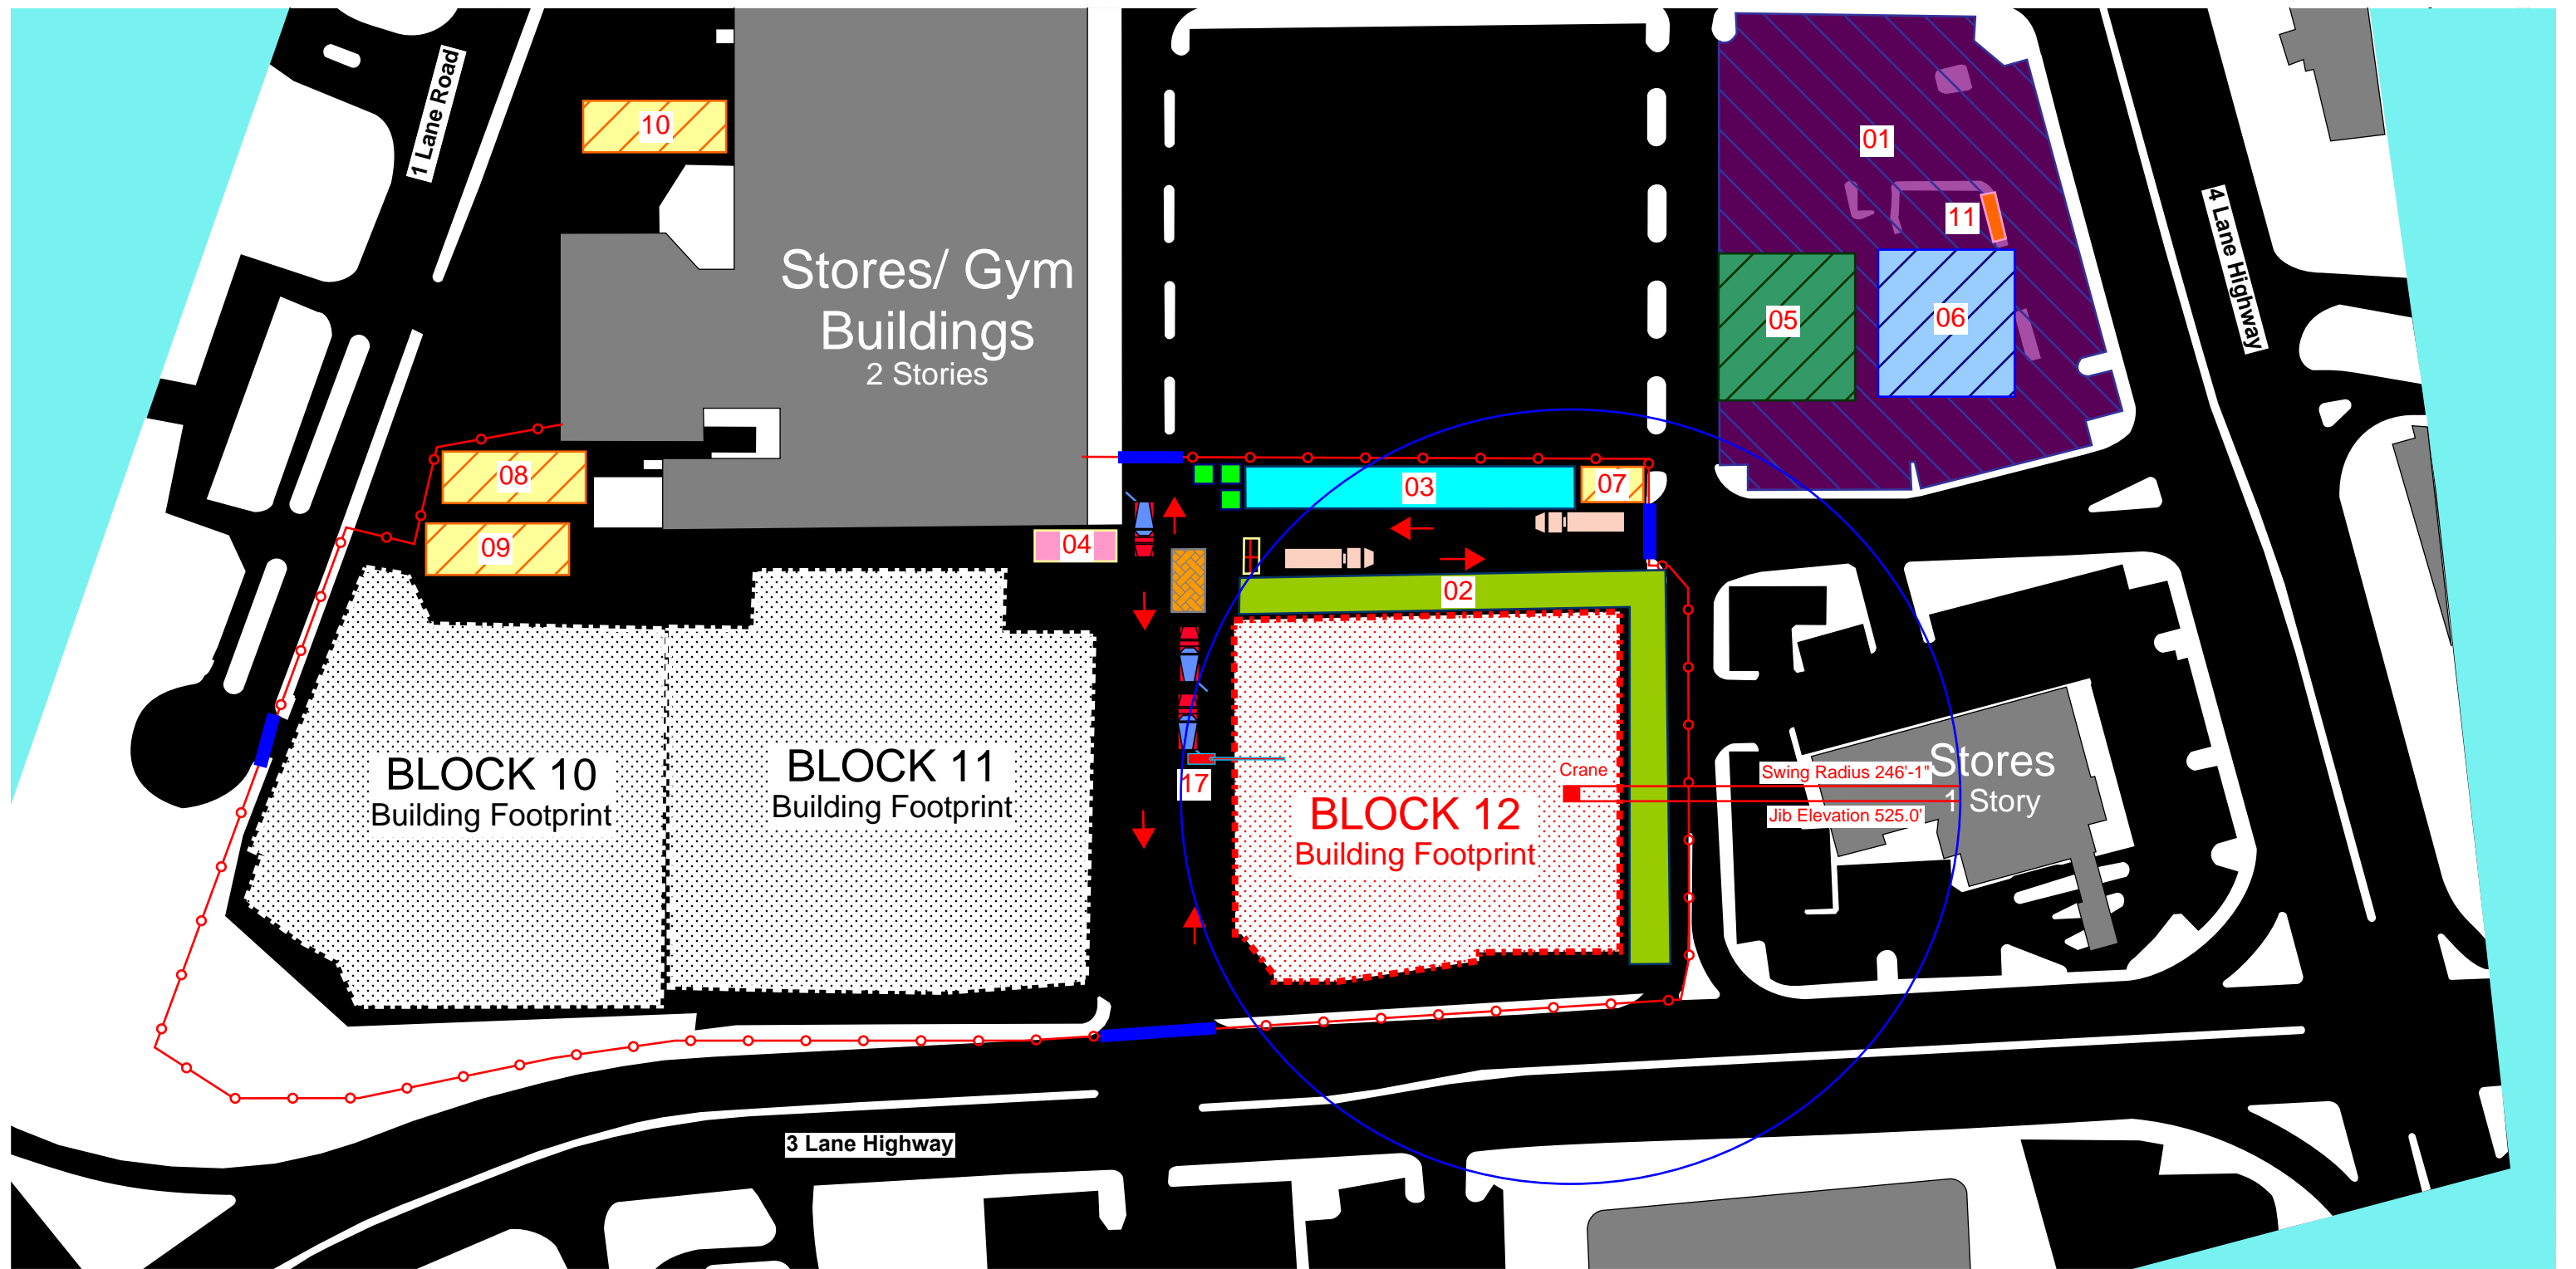 1 Lane Road
10
01
11
4 Lane Highway
Stores/ Gym
Buildings
2 Stories
05
06
08
03
07
09
04
02
BLOCK 10
Building Footprint
BLOCK 11
Building Footprint
17
Crane
BLOCK 12
Building Footprint
Swing Radius 246'-1"
Stores
1 Story
Jib Elevation 525.0'
3 Lane Highway